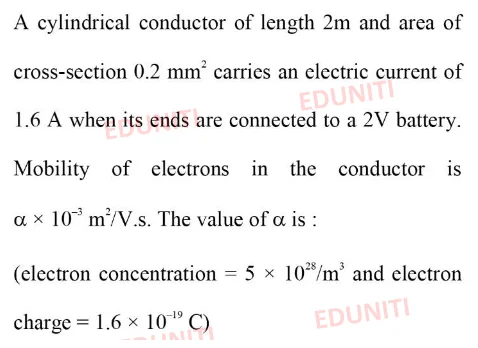 A cylindrical conductor of length 2m and area of
cross-section 0.2 mm² carries an electric current of
EDUNITI
1.6 A when its ends are connected to a 2V battery.
EDUNITI
Mobility of electrons in the conductor is
α × 10⁻³ m²/V.s. The value of α is :
(electron concentration = 5 × 10²⁸/m³ and electron
charge = 1.6 × 10⁻¹⁹ C)
EDUNITI
EDUNITI